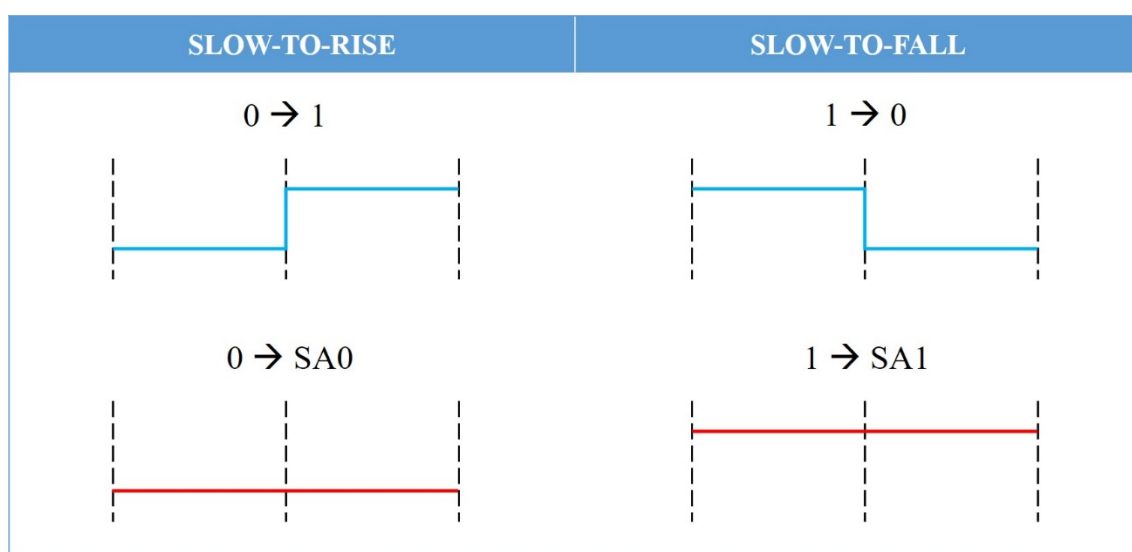 SLOW-TO-RISE
SLOW-TO-FALL
0 → 1
1 → 0
0 → SA0
1 → SA1